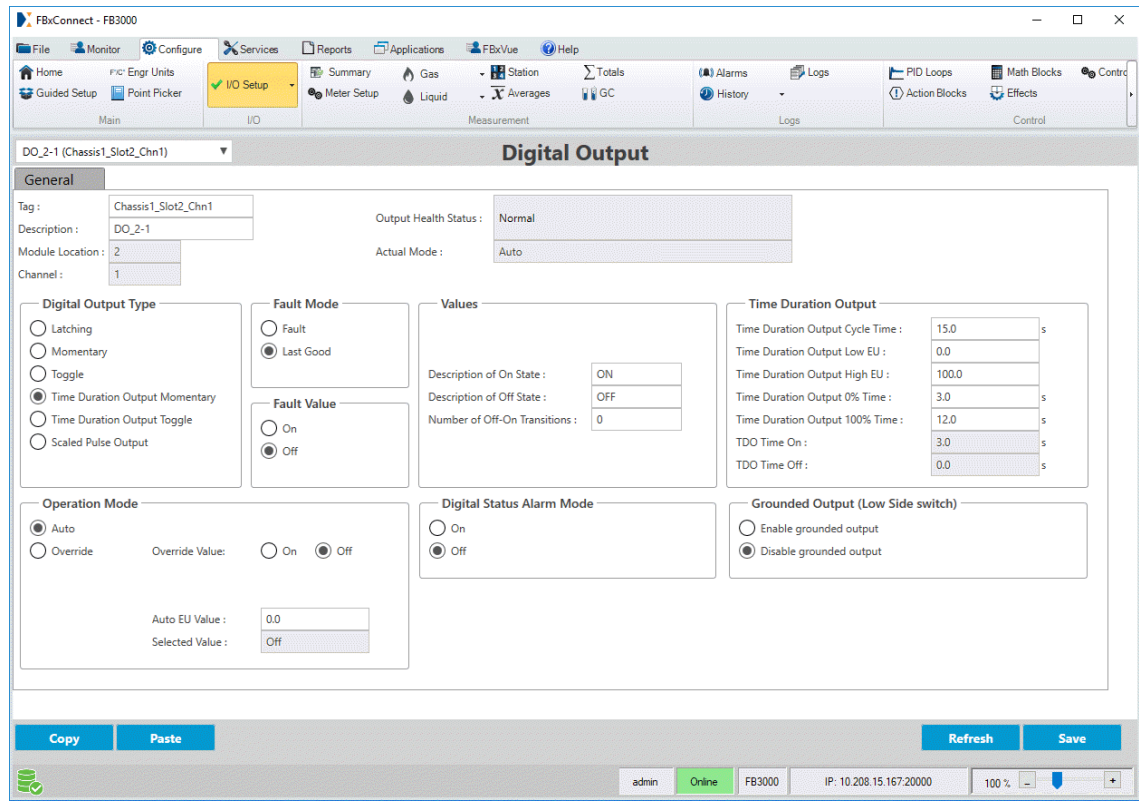 FBxConnect - FB3000
File Monitor Configure Services Reports Applications FBxVue Help
Home Engr Units I/O Setup Summary Gas Station Totals Alarms Logs PID Loops Math Blocks
Guided Setup Point Picker Meter Setup Liquid Averages GC History Action Blocks Effects
Main I/O Measurement Logs Control
DO_2-1 (Chassis1_Slot2_Chn1) Digital Output
General
Tag : Chassis1_Slot2_Chn1
Output Health Status : Normal
Description : DO_2-1
Module Location : 2 Actual Mode : Auto
Channel : 1
Digital Output Type Fault Mode Values Time Duration Output
Latching Fault Time Duration Output Cycle Time : 15.0 s
Momentary Last Good Time Duration Output Low EU : 0.0
Toggle Description of On State : ON Time Duration Output High EU : 100.0
Time Duration Output Momentary Fault Value Description of Off State : OFF Time Duration Output 0% Time : 3.0 s
Time Duration Output Toggle On Number of Off-On Transitions : 0 Time Duration Output 100% Time : 12.0 s
Scaled Pulse Output Off TDO Time On : 3.0 s
TDO Time Off : 0.0 s
Operation Mode Digital Status Alarm Mode Grounded Output (Low Side switch)
Auto On Enable grounded output
Override Override Value: On Off Off Disable grounded output
Auto EU Value : 0.0
Selected Value : Off
Copy Paste Refresh Save
admin Online FB3000 IP: 10.208.15.167:20000 100 % - +